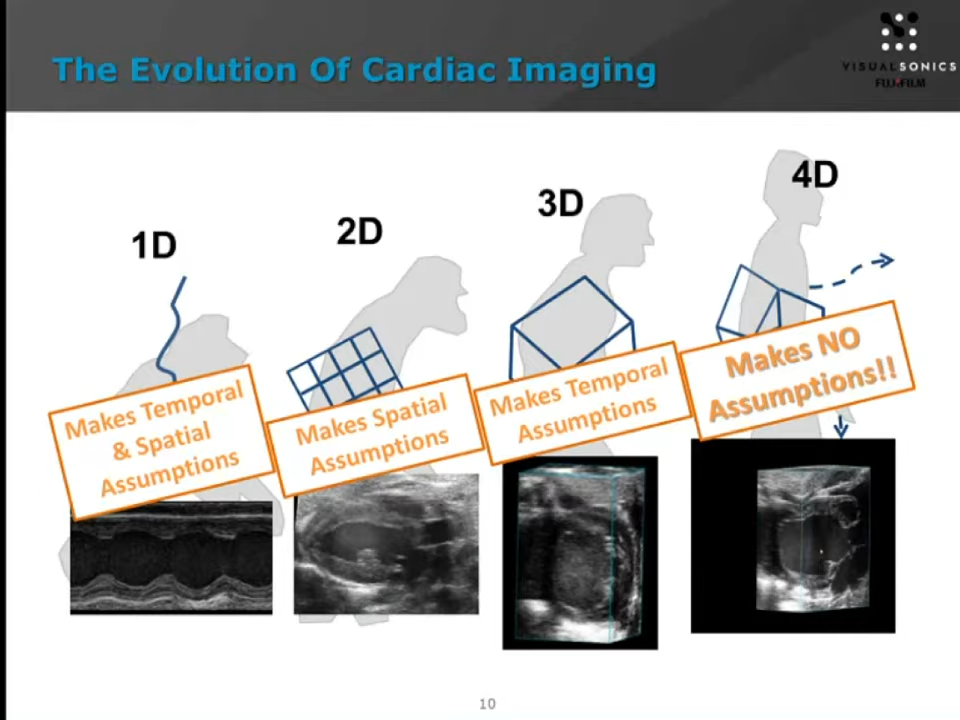 The Evolution Of Cardiac Imaging
VISUALSONICS
FUJIFILM
1D
2D
3D
4D
Makes Temporal
& Spatial
Assumptions
Makes Spatial
Assumptions
Makes Temporal
Assumptions
Makes NO
Assumptions!!
10